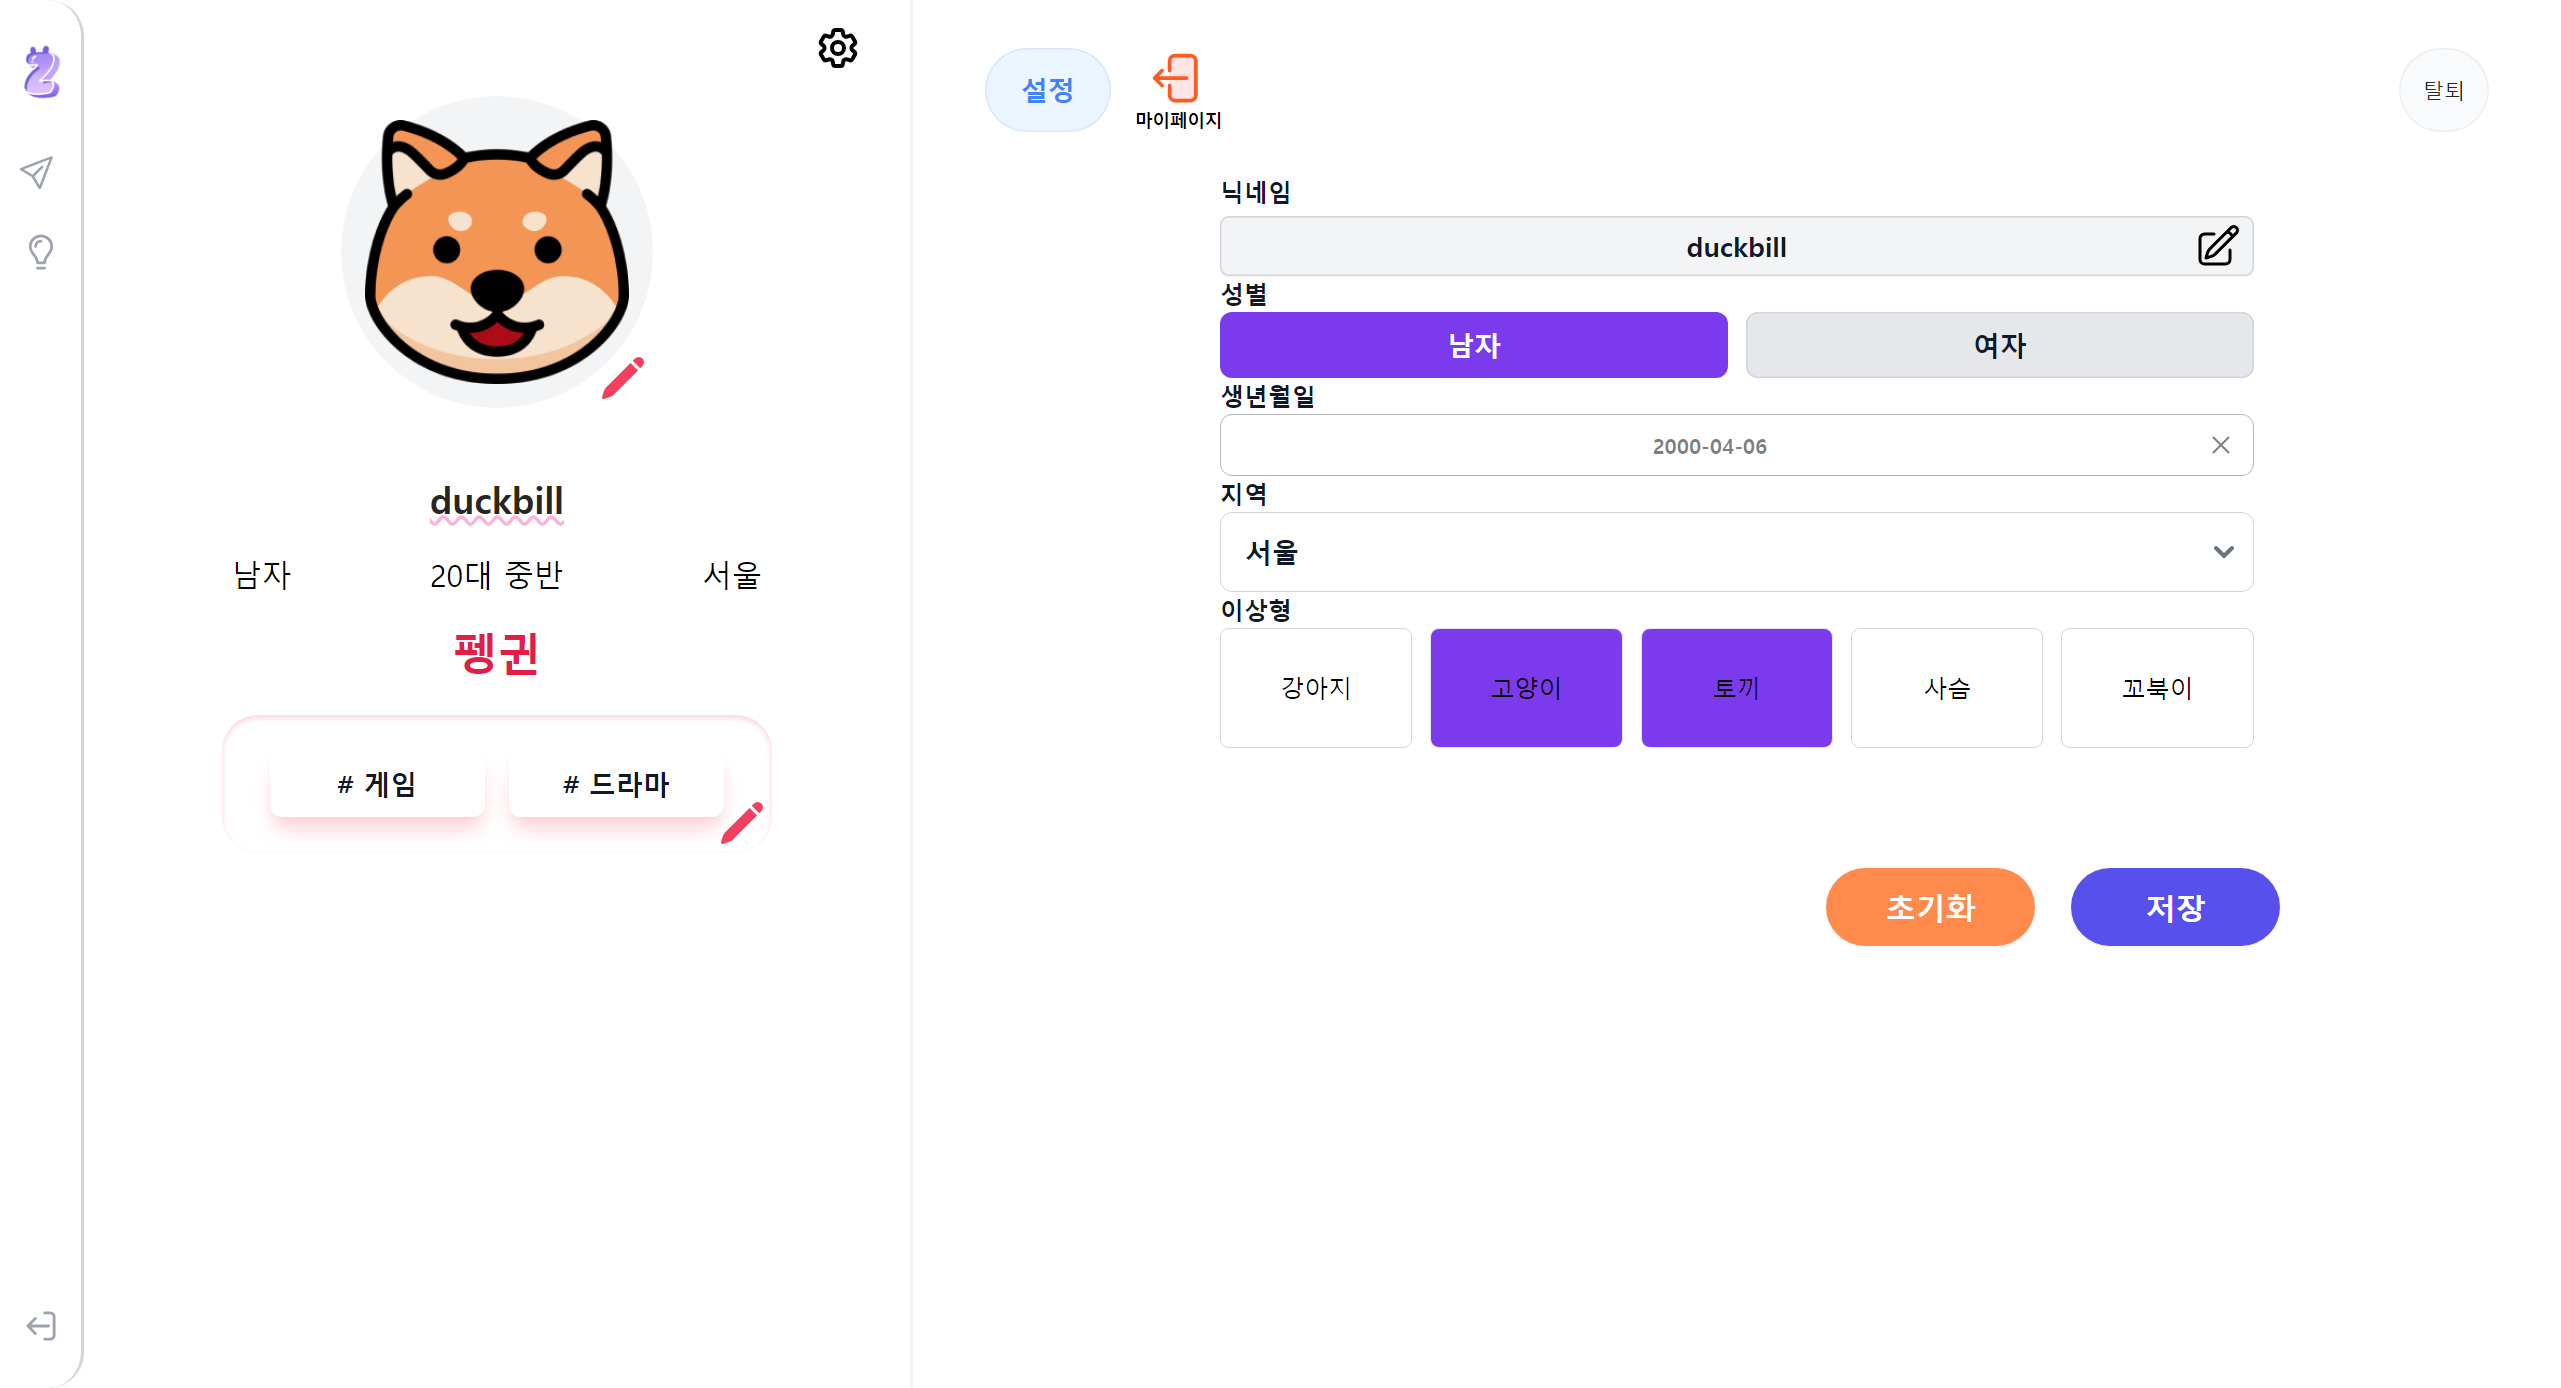 duckbill
남자 20대 중반 서울
펭귄
# 게임 # 드라마
설정
마이페이지
탈퇴
닉네임
duckbill
성별
남자 여자
생년월일
2000-04-06
지역
서울
이상형
강아지 고양이 토끼 사슴 꼬북이
초기화 저장